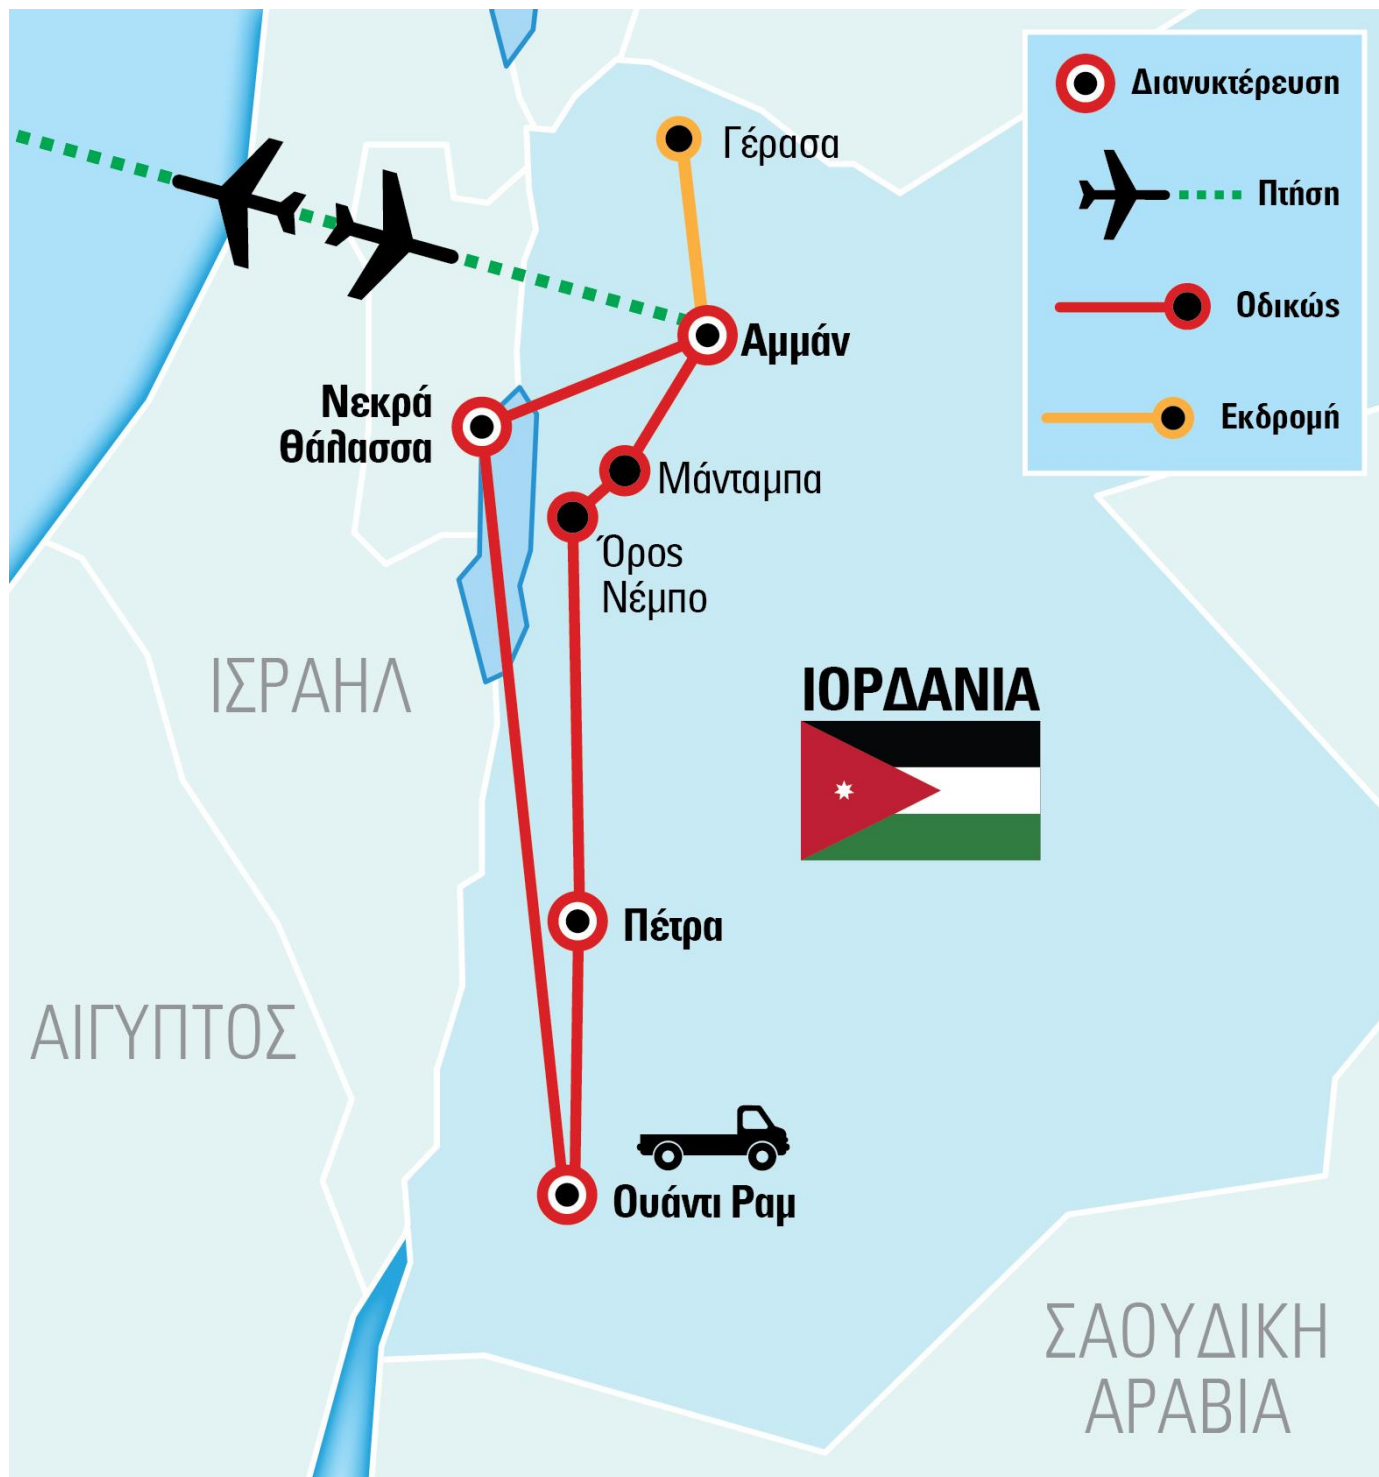 Διανυκτέρευση
Γέρασα
Πτήση
Οδικώς
Αμμάν
Νεκρά
Θάλασσα
Εκδρομή
Μάνταμπα
Όρος
Νέμπο
ΙΣΡΑΗΛ
ΙΟΡΔΑΝΙΑ
Πέτρα
ΑΙΓΥΠΤΟΣ
Ουάντι Ραμ
ΣΑΟΥΔΙΚΗ
ΑΡΑΒΙΑ